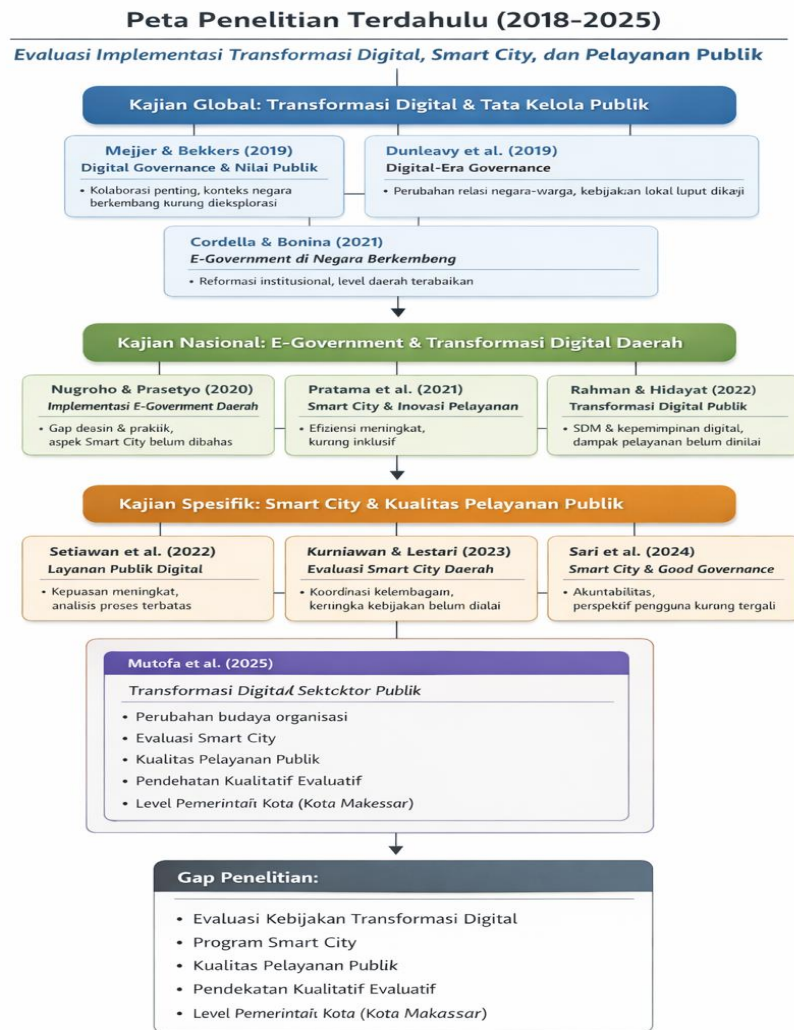 Peta Penelitian Terdahulu (2018-2025)
Evaluasi Implementasi Transformasi Digital, Smart City, dan Pelayanan Publik
Kajian Global: Transformasi Digital & Tata Kelola Publik
Mejjer & Bekkers (2019)
Digital Governance & Nilai Publik
• Kolaborasi penting, konteks negara
berkembang kurung dieksplorasi
Dunleavy et al. (2019)
Digital-Era Governance
• Perubahan relasi negara-warga, kebijakan lokal luput dikaji
Cordella & Bonina (2021)
E-Government di Negara Berkembeng
• Reformasi institusional, level daerah terabaikan
Kajian Nasional: E-Government & Transformasi Digital Daerah
Nugroho & Prasetyo (2020)
Implementasi E-Goverment Daerah
• Gap deasin & praktik,
aspek Smart City belum dibahas
Pratama et al. (2021)
Smart City & Inovasi Pelayanan
• Efiziensi meningkat,
kurung inklusif
Rahman & Hidayat (2022)
Transformasi Digital Publik
• SDM & kepemimpinan digital,
dampak pelayanan belum dinilai
Kajian Spesifik: Smart City & Kualitas Pelayanan Publik
Setiawan et al. (2022)
Layanan Publik Digital
• Kepuasan meningkat,
analisis proses terbatas
Kurniawan & Lestari (2023)
Evaluasi Smart City Daerah
• Koordinasi kelembagain,
keringka kebijakan belum dialai
Sari et al. (2024)
Smart City & Good Governance
• Akuntabilitas,
perspektif pengguna kurung tergali
Mutofa et al. (2025)
Transformasi Digital Sektcktor Publik
• Perubahan budaya organisasi
• Evaluasi Smart City
• Kualitas Pelayanan Publik
• Pendehatan Kualitatif Evaluatif
• Level Pemerintah Kota (Kota Makessar)
Gap Penelitian:
• Evaluasi Kebijakan Transformasi Digital
• Program Smart City
• Kualitas Pelayanan Publik
• Pendekatan Kualitatif Evaluatif
• Level Pemerintah Kota (Kota Makassar)